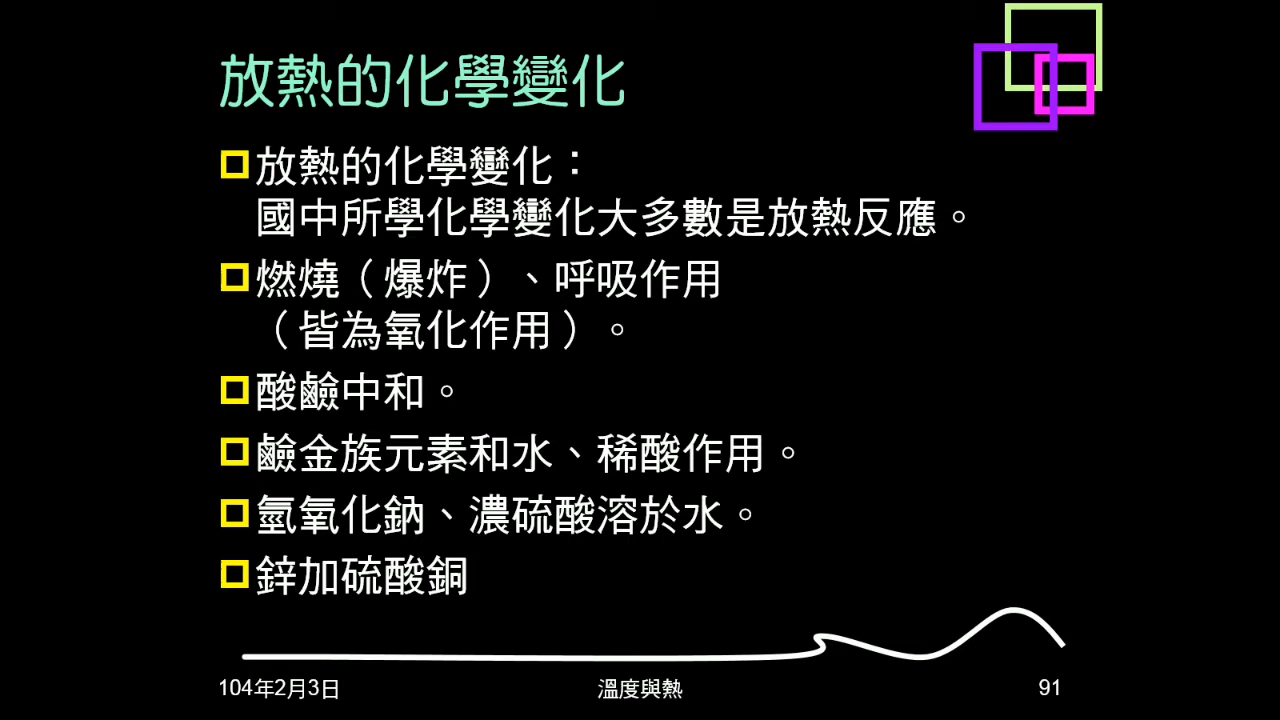 放熱的化學變化
放熱的化學變化：
國中所學化學變化大多數是放熱反應。
燃燒（爆炸）、呼吸作用
（皆為氧化作用）。
酸鹼中和。
鹼金族元素和水、稀酸作用。
氫氧化鈉、濃硫酸溶於水。
鋅加硫酸銅
104年2月3日
溫度與熱
91